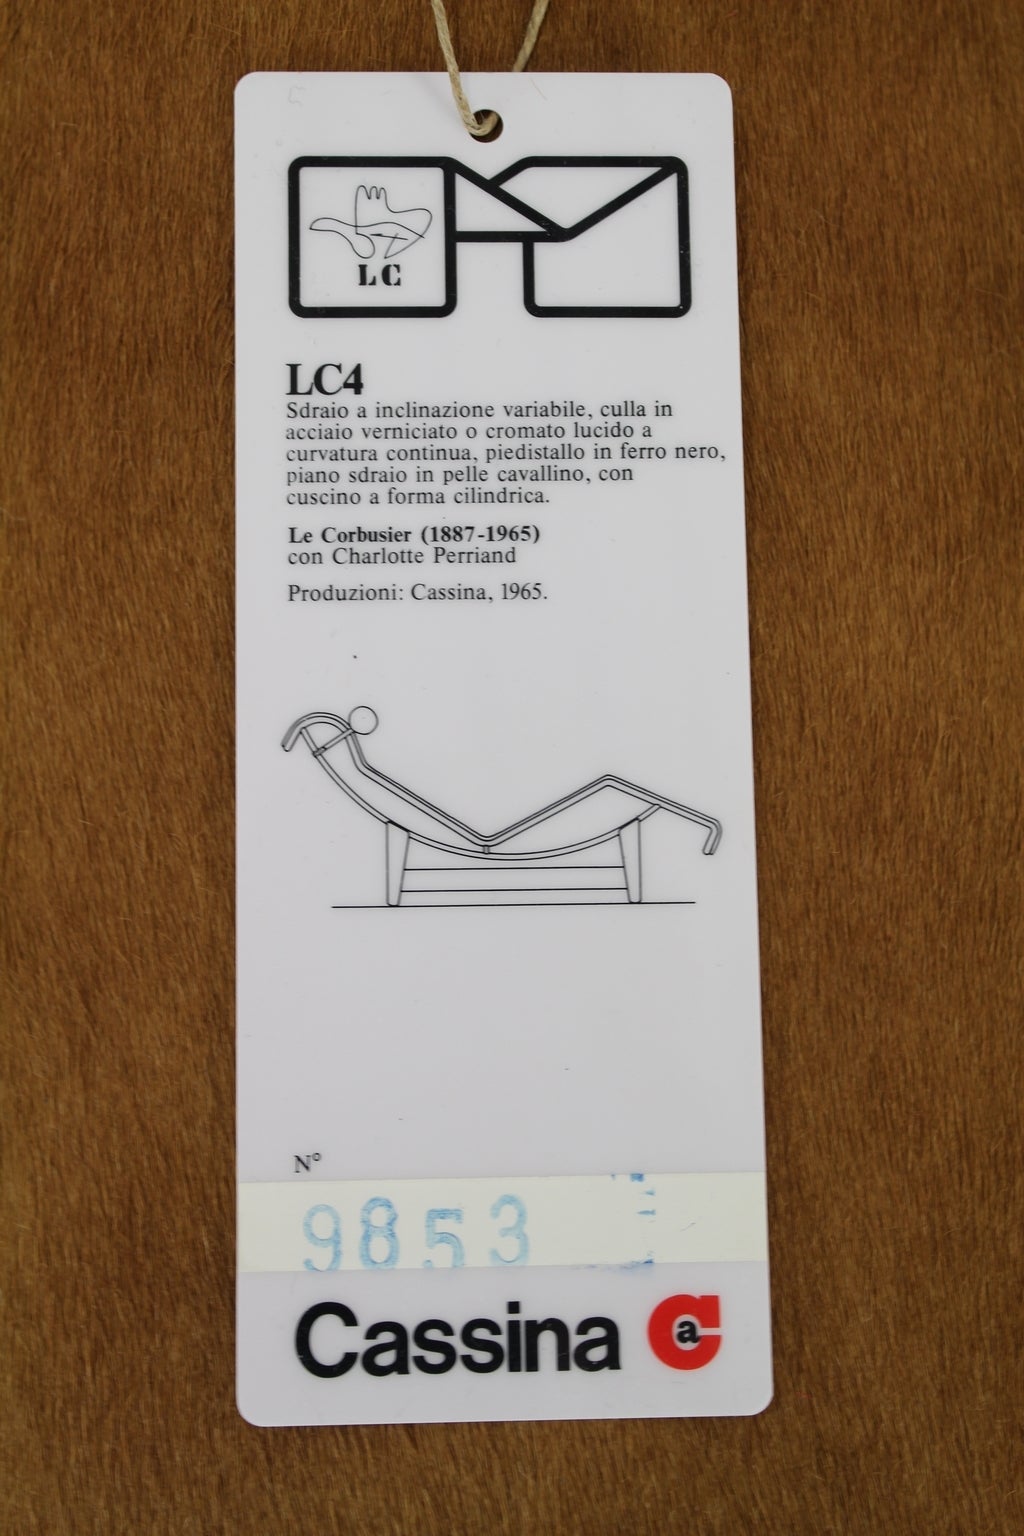 LC
LC4
Sdraio a inclinazione variabile, culla in
acciaio verniciato o cromato lucido a
curvatura continua, piedistallo in ferro nero,
piano sdraio in pelle cavallino, con
cuscino a forma cilindrica.
Le Corbusier (1887-1965)
con Charlotte Perriand
Produzioni: Cassina, 1965.
N°
9853
Cassina a